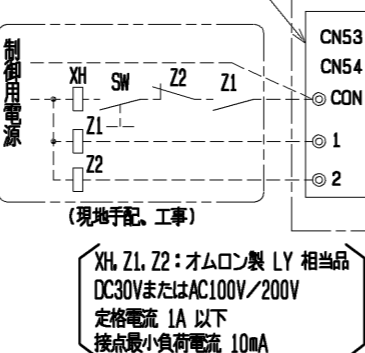 制御用電源
CN53
CN54
XH SW Z2 Z1
CON
Z1
1
Z2
2
(現地手配、工事)
XH, Z1, Z2：オムロン製 LY 相当品
DC30VまたはAC100V／200V
定格電流 1A 以下
接点最小負荷電流 10mA